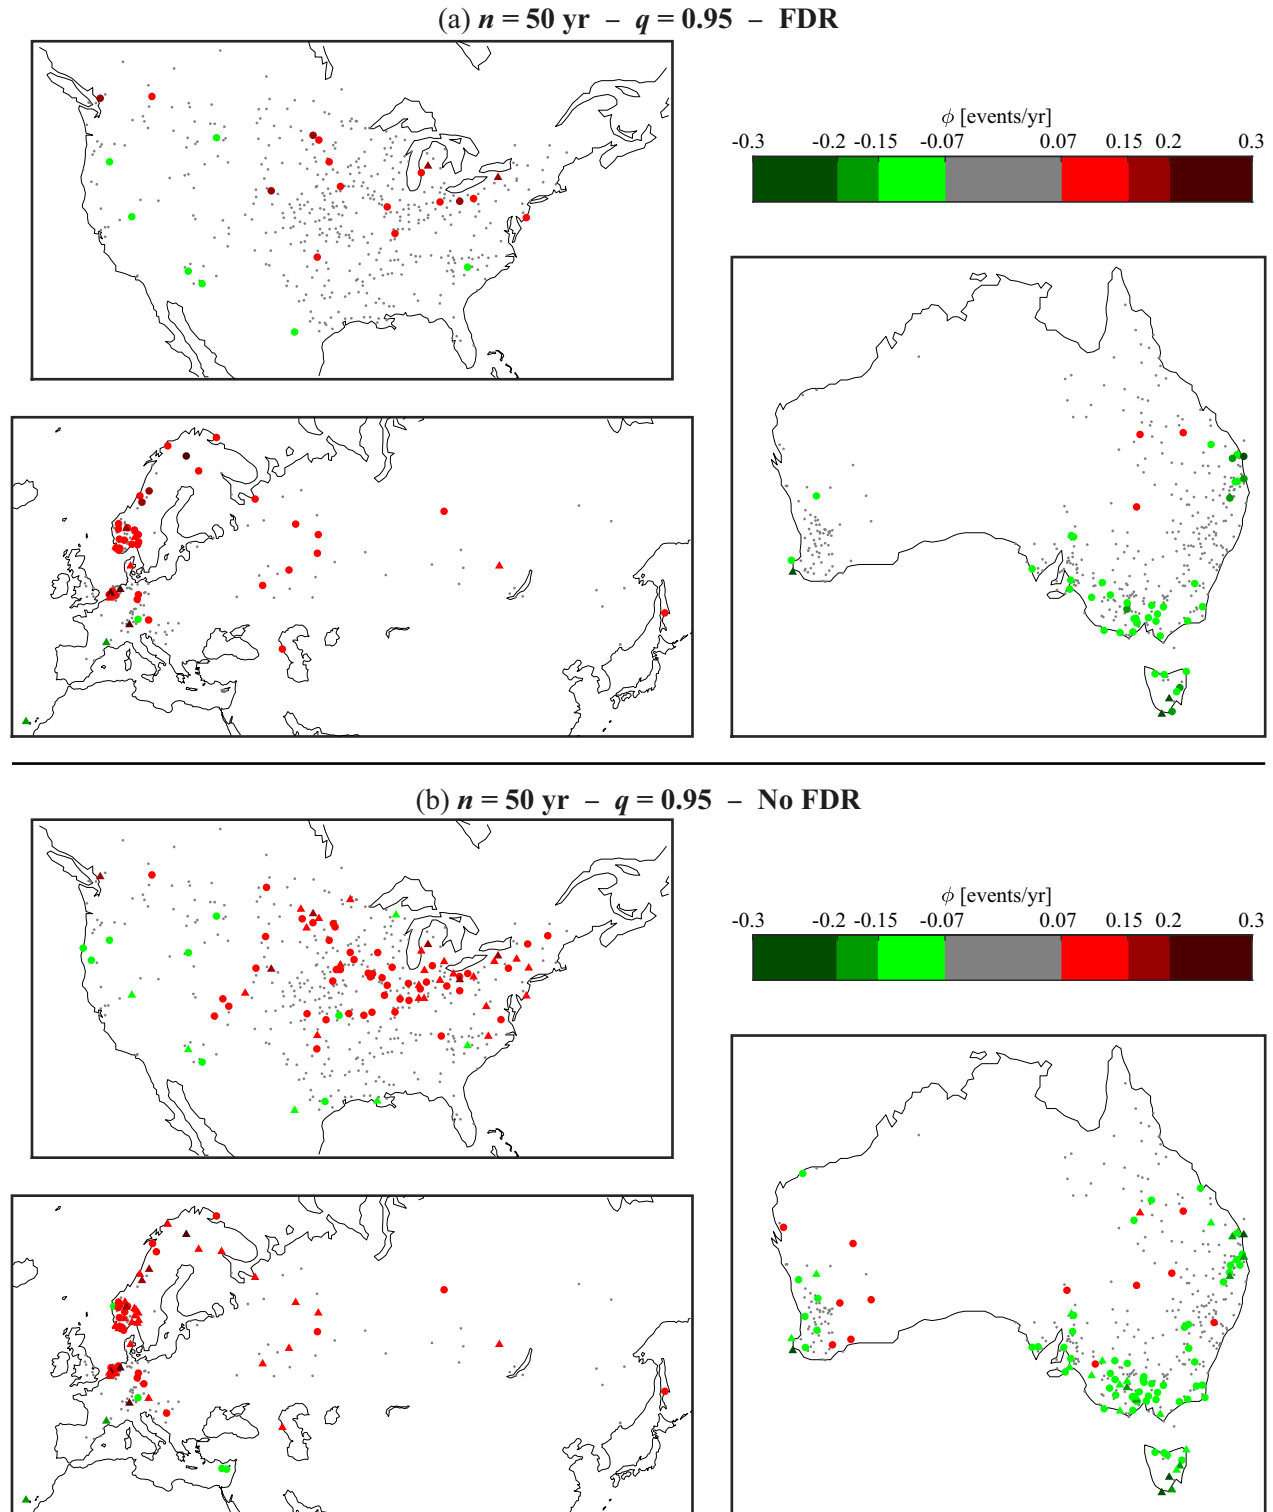 (a) n = 50 yr – q = 0.95 – FDR
ϕ [events/yr]
-0.3 -0.2 -0.15 -0.07 0.07 0.15 0.2 0.3
(b) n = 50 yr – q = 0.95 – No FDR
ϕ [events/yr]
-0.3 -0.2 -0.15 -0.07 0.07 0.15 0.2 0.3